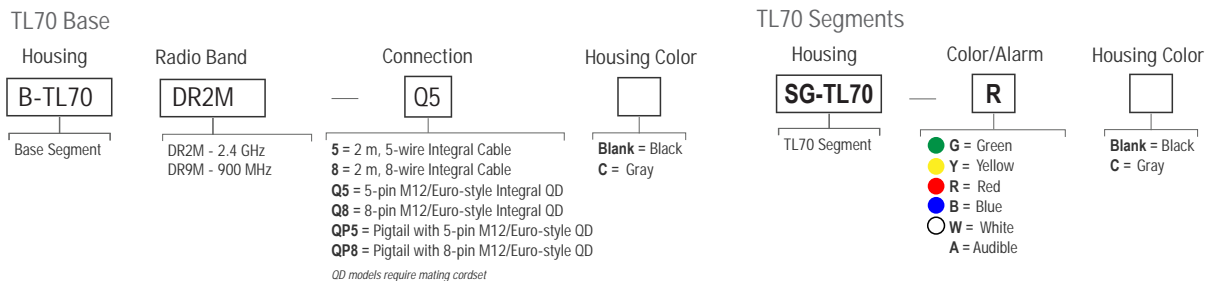 TL70 Base
Housing
Radio Band
Connection
Housing Color
B-TL70
DR2M
—
Q5
Base Segment
DR2M - 2.4 GHz
DR9M - 900 MHz
5 = 2 m, 5-wire Integral Cable
8 = 2 m, 8-wire Integral Cable
Q5 = 5-pin M12/Euro-style Integral QD
Q8 = 8-pin M12/Euro-style Integral QD
QP5 = Pigtail with 5-pin M12/Euro-style QD
QP8 = Pigtail with 8-pin M12/Euro-style QD
QD models require mating cordset
Blank = Black
C = Gray
TL70 Segments
Housing
Color/Alarm
Housing Color
SG-TL70
—
R
TL70 Segment
G = Green
Y = Yellow
R = Red
B = Blue
W = White
A = Audible
Blank = Black
C = Gray